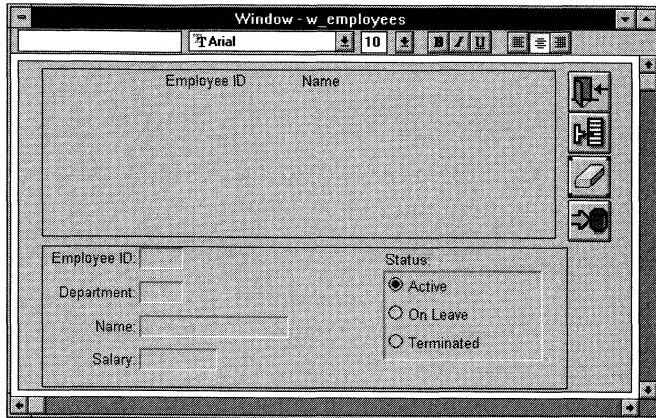 Window - w_employees
Arial 10 B I U
Employee ID Name
Employee ID:
Department:
Name:
Salary:
Status:
Active
On Leave
Terminated